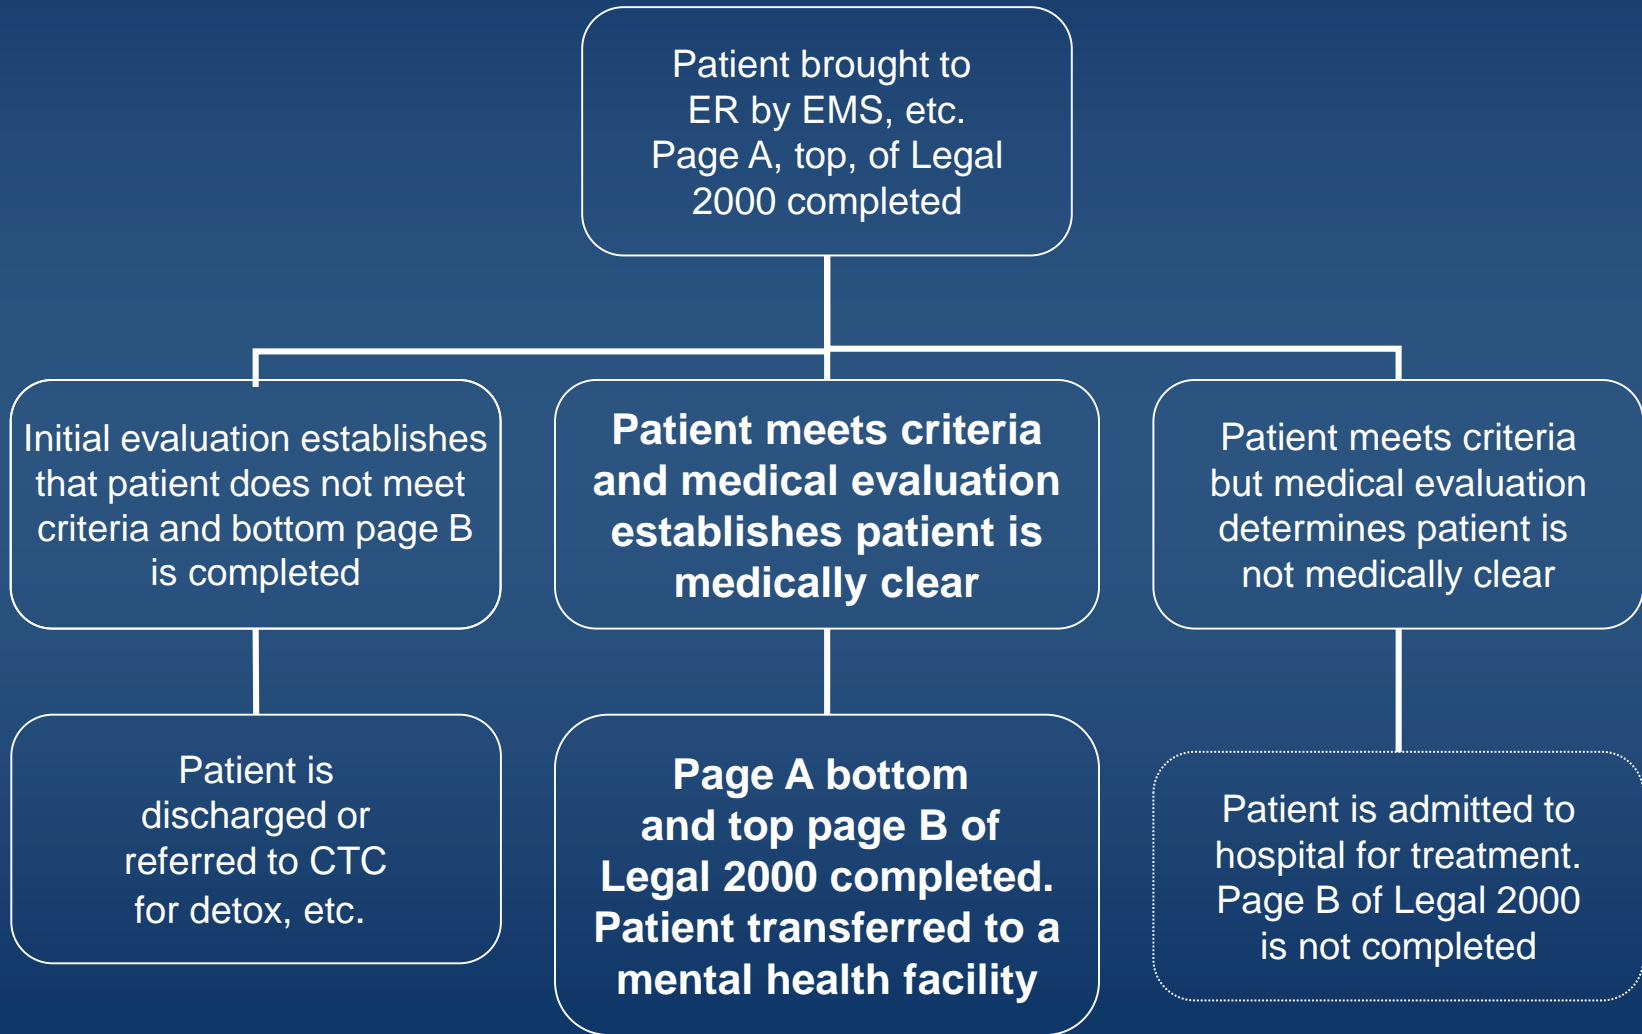 Patient brought to
ER by EMS, etc.
Page A, top, of Legal
2000 completed
Initial evaluation establishes
that patient does not meet
criteria and bottom page B
is completed
Patient meets criteria
and medical evaluation
establishes patient is
medically clear
Patient meets criteria
but medical evaluation
determines patient is
not medically clear
Patient is
discharged or
referred to CTC
for detox, etc.
Page A bottom
and top page B of
Legal 2000 completed.
Patient transferred to a
mental health facility
Patient is admitted to
hospital for treatment.
Page B of Legal 2000
is not completed